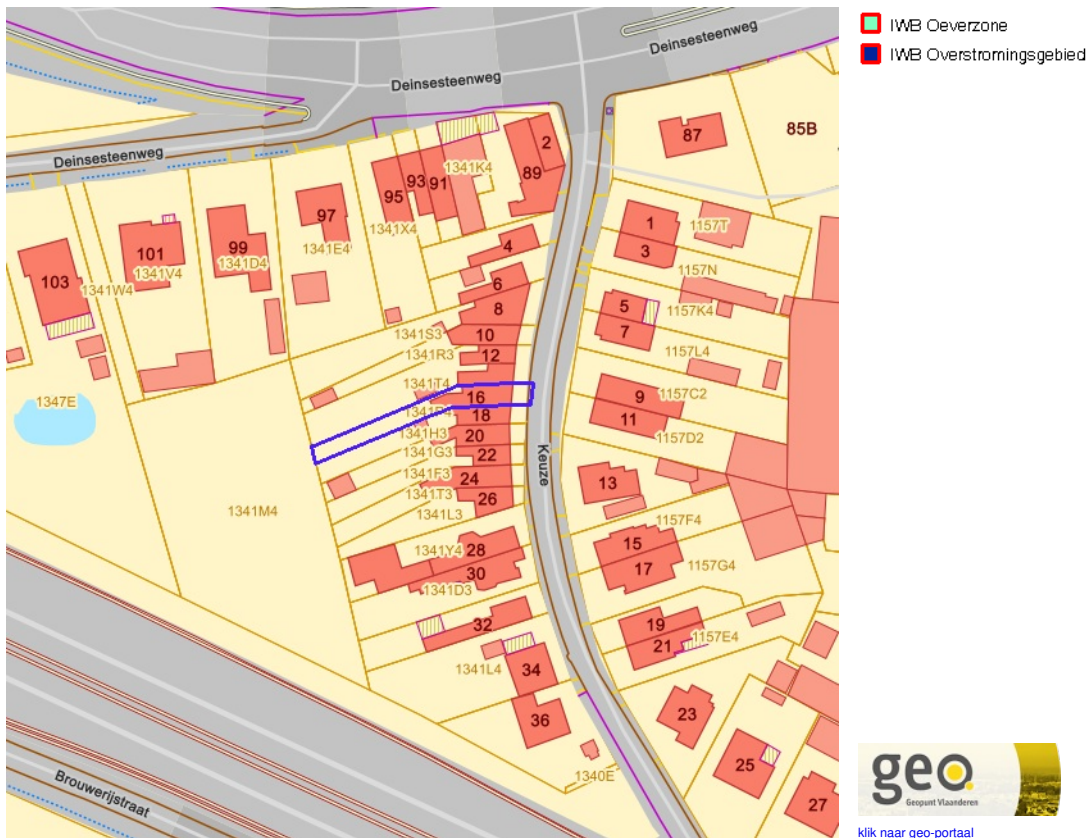 IWB Oeverzone
IWB Overstromingsgebied
Deinsesteenweg
Deinsesteenweg
Deinsesteenweg
87
85B
2
89
1341K4
93
91
95
1341X4
97
1341E4
99
1341D4
101
1341V4
103
1341W4
1347E
4
6
8
10
12
16
18
20
22
24
26
28
30
32
34
36
1341S3
1341R3
1341T4
1341H3
1341G3
1341F3
1341T3
1341L3
1341M4
1341Y4
1341D3
1341L4
1340E
Keuze
1
3
1157T
1157N
5
7
1157K4
1157L4
9
11
1157C2
1157D2
13
1157F4
15
17
1157G4
19
21
1157E4
23
25
27
Brouwerijstraat
geo
Geopunt Vlaanderen
klik naar geo-portaal